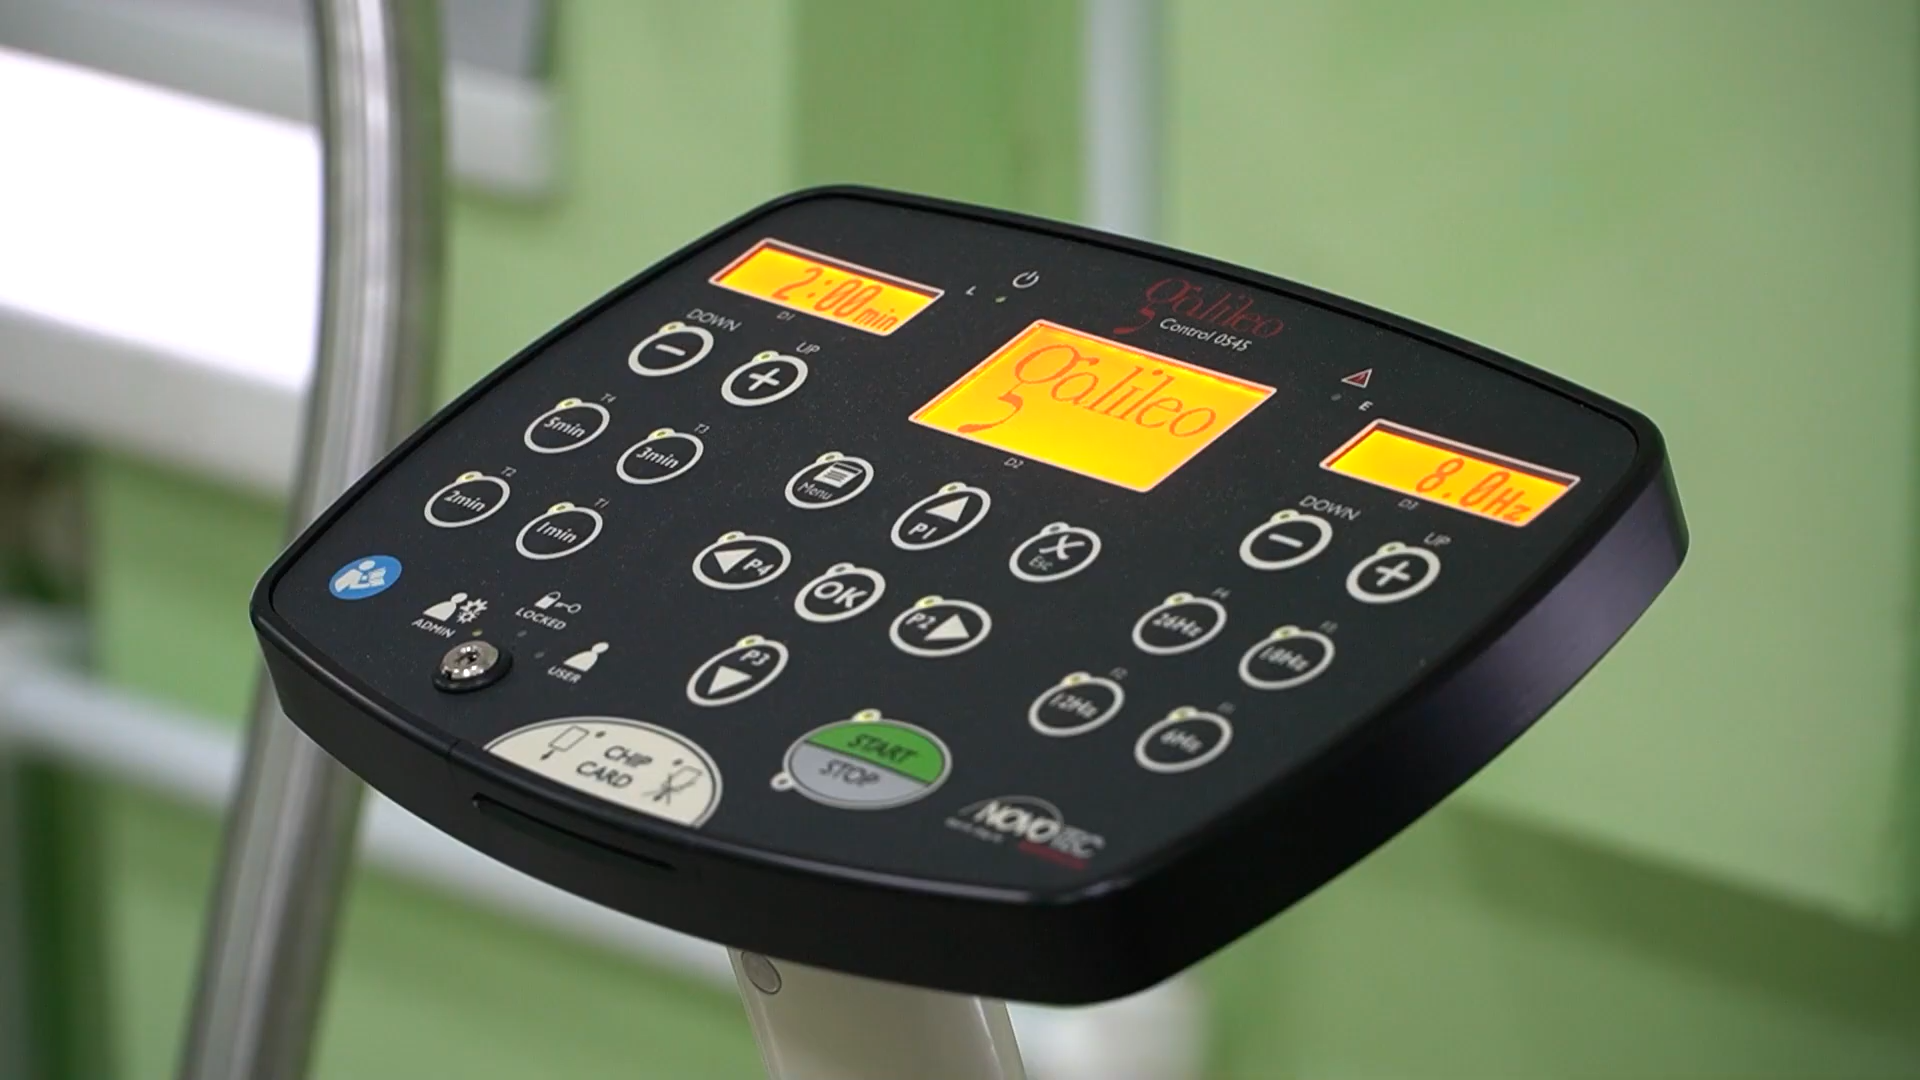 2:00min
D1
L
galileo
Control 0545
DOWN
UP
galileo
D2
E
8.0Hz
D3
DOWN
UP
T4
5min
T3
3min
T2
2min
T1
1min
Menu
P1
Esc
P4
OK
P2
P3
F4
26Hz
18Hz
F2
12Hz
6Hz
ADMIN
LOCKED
USER
CHIP
CARD
START
STOP
NOVOTEC